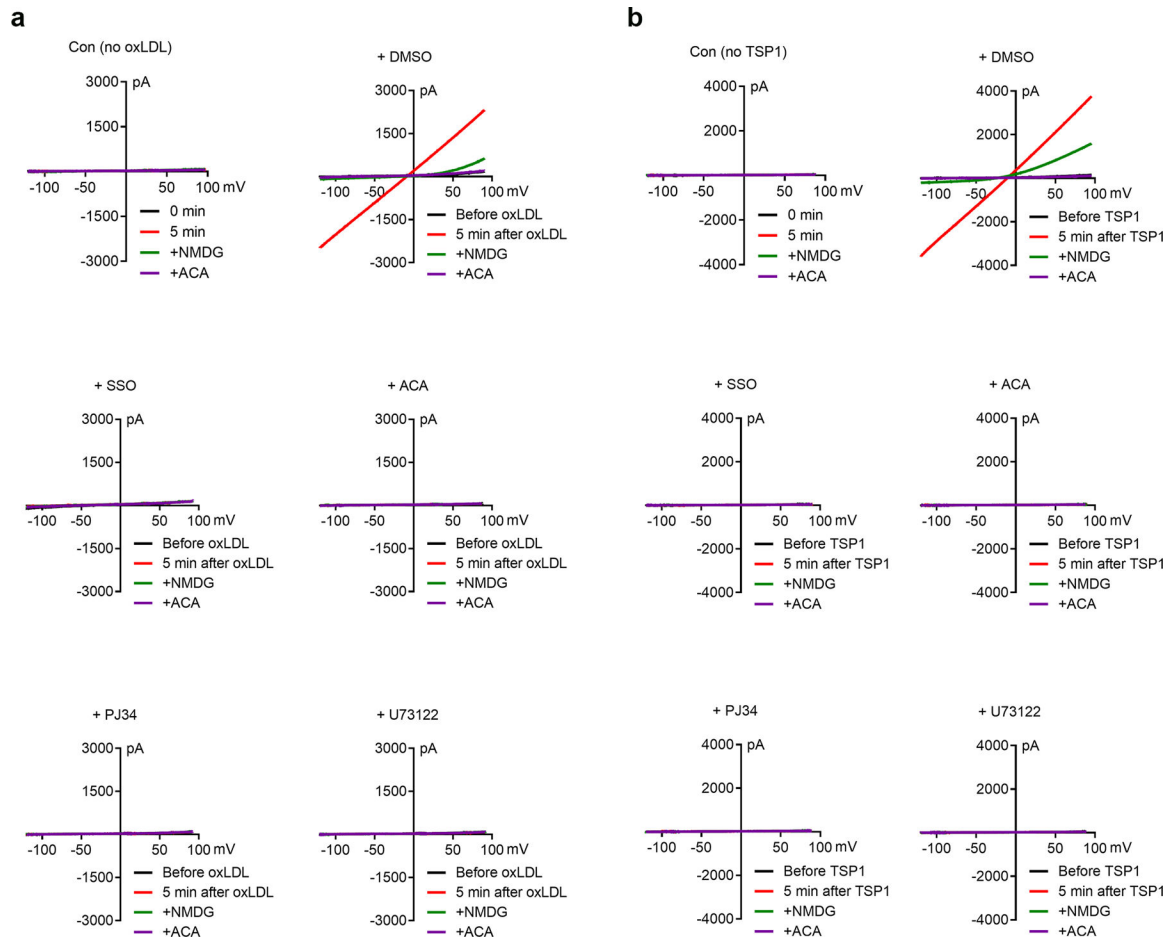 a
Con (no oxLDL)
3000
pA
1500
-100
-50
50
100 mV
-1500
-3000
0 min
5 min
+NMDG
+ACA
+ DMSO
3000
pA
1500
-100
-50
50
100 mV
-1500
-3000
Before oxLDL
5 min after oxLDL
+NMDG
+ACA
b
Con (no TSP1)
4000
pA
2000
-100
-50
50
100 mV
-2000
-4000
0 min
5 min
+NMDG
+ACA
+ DMSO
4000
pA
2000
-100
-50
50
100 mV
-2000
-4000
Before TSP1
5 min after TSP1
+NMDG
+ACA
+ SSO
3000
pA
1500
-100
-50
50
100 mV
-1500
-3000
Before oxLDL
5 min after oxLDL
+NMDG
+ACA
+ ACA
3000
pA
1500
-100
-50
50
100 mV
-1500
-3000
Before oxLDL
5 min after oxLDL
+NMDG
+ACA
+ SSO
4000
pA
2000
-100
-50
50
100 mV
-2000
-4000
Before TSP1
5 min after TSP1
+NMDG
+ACA
+ ACA
4000
pA
2000
-100
-50
50
100 mV
-2000
-4000
Before TSP1
5 min after TSP1
+NMDG
+ACA
+ PJ34
3000
pA
1500
-100
-50
50
100 mV
-1500
-3000
Before oxLDL
5 min after oxLDL
+NMDG
+ACA
+ U73122
3000
pA
1500
-100
-50
50
100 mV
-1500
-3000
Before oxLDL
5 min after oxLDL
+NMDG
+ACA
+ PJ34
4000
pA
2000
-100
-50
50
100 mV
-2000
-4000
Before TSP1
5 min after TSP1
+NMDG
+ACA
+ U73122
4000
pA
2000
-100
-50
50
100 mV
-2000
-4000
Before TSP1
5 min after TSP1
+NMDG
+ACA